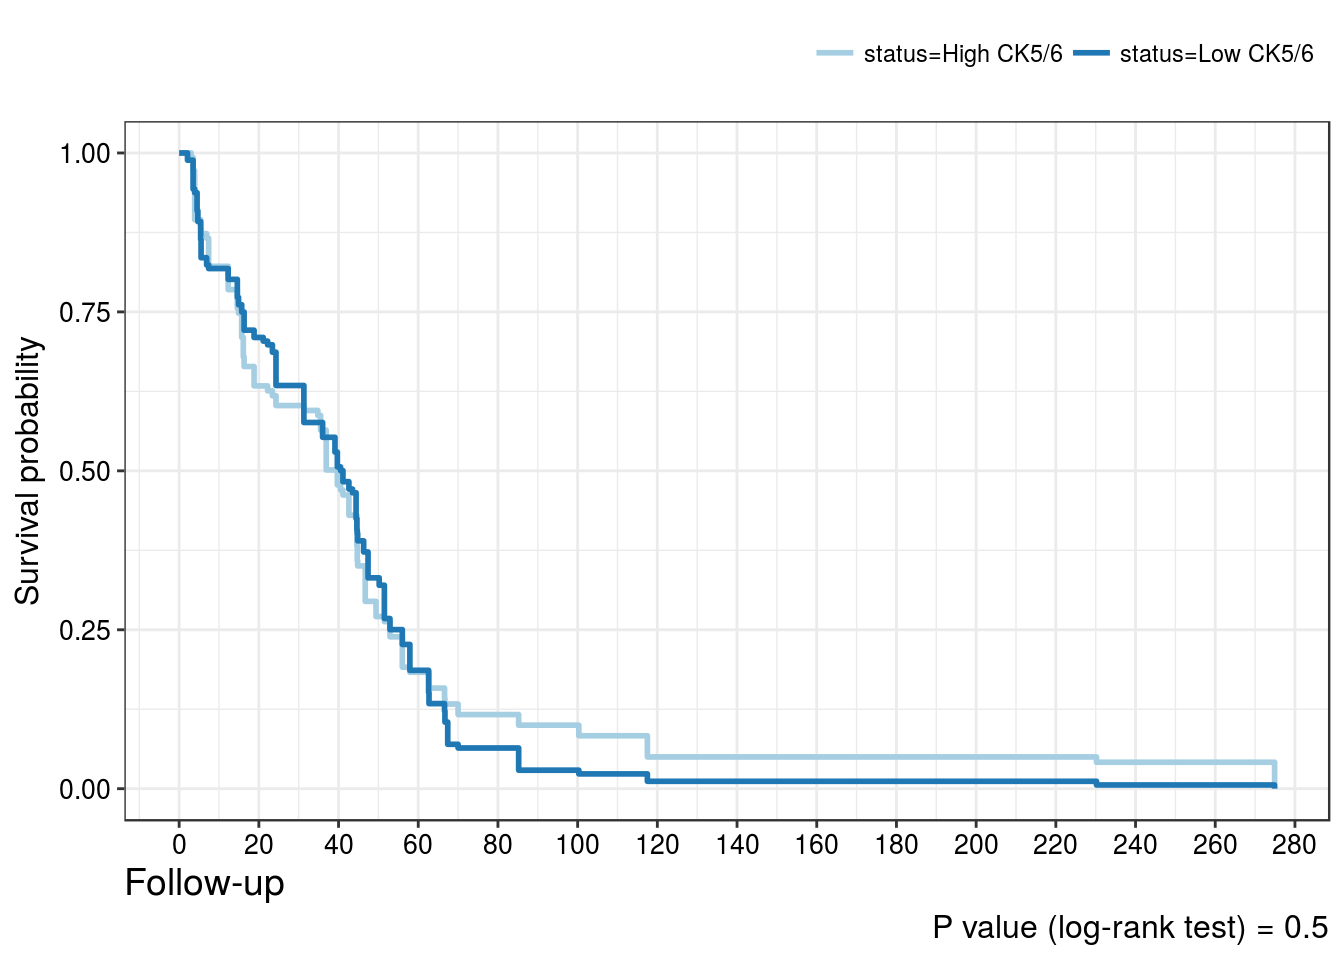 status=High CK5/6 status=Low CK5/6
Survival probability
1.00
0.75
0.50
0.25
0.00
0 20 40 60 80 100 120 140 160 180 200 220 240 260 280
Follow-up
P value (log-rank test) = 0.5